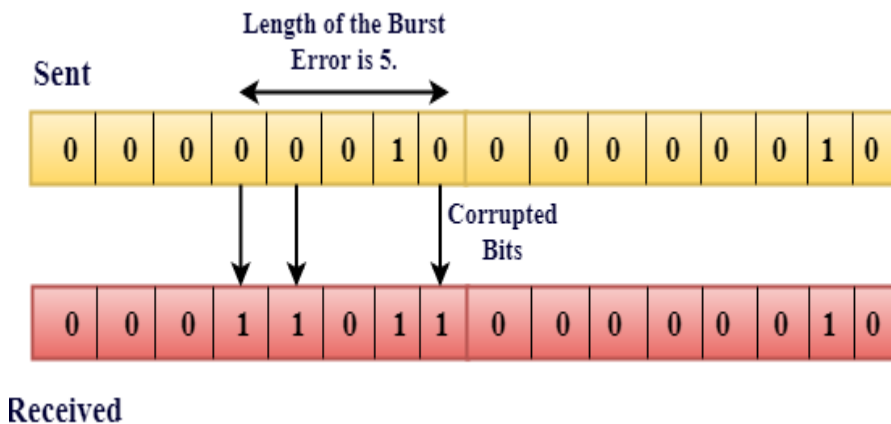 Length of the Burst
Error is 5.
Sent
0 0 0 0 0 0 1 0 0 0 0 0 0 1 0
Corrupted
Bits
0 0 0 1 1 0 1 1 0 0 0 0 0 1 0
Received